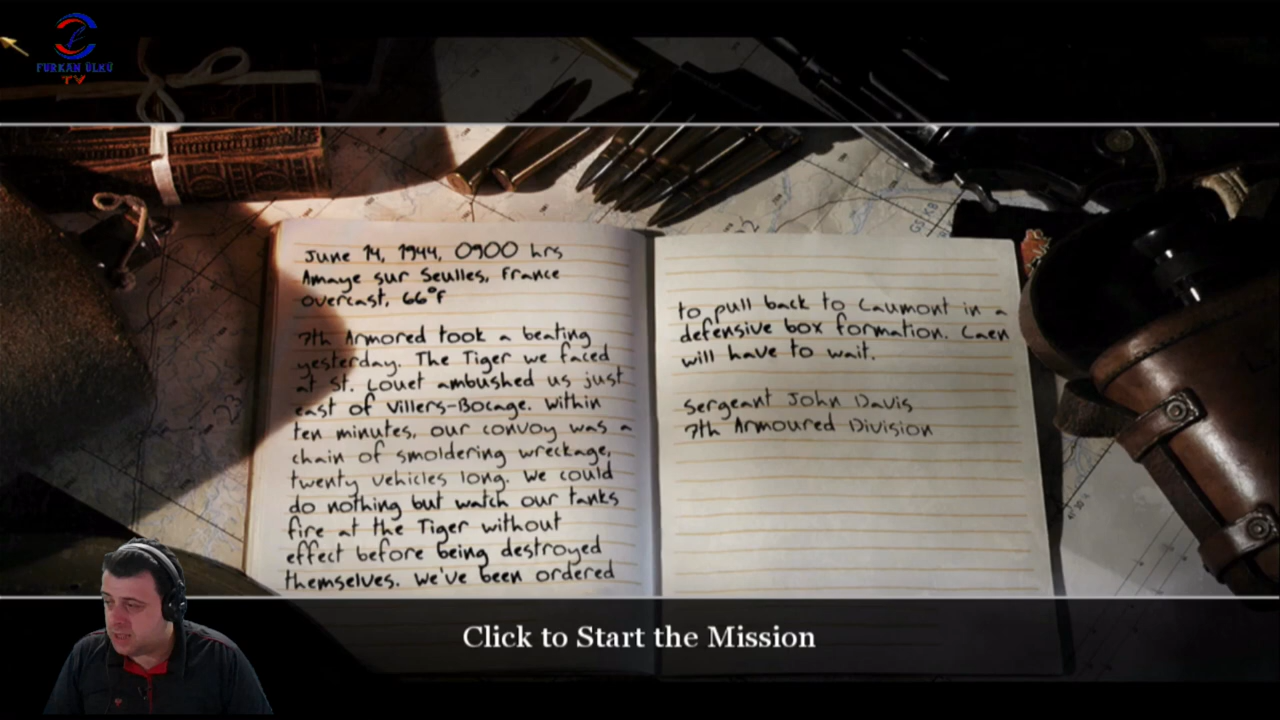 FURKAN ÜLKÜ
TV
June 14, 1944, 0900 hrs
Amaye sur Seulles, France
overcast, 66°F
7th Armored took a beating
yesterday. The Tiger we faced
at St. Louet ambushed us just
east of Villers-Bocage. Within
ten minutes, our convoy was a
chain of smoldering wreckage,
twenty vehicles long. We could
do nothing but watch our tanks
fire at the Tiger without
effect before being destroyed
themselves. We've been ordered
to pull back to Caumont in a
defensive box formation. Caen
will have to wait.
Sergeant John Davis
7th Armoured Division
Click to Start the Mission